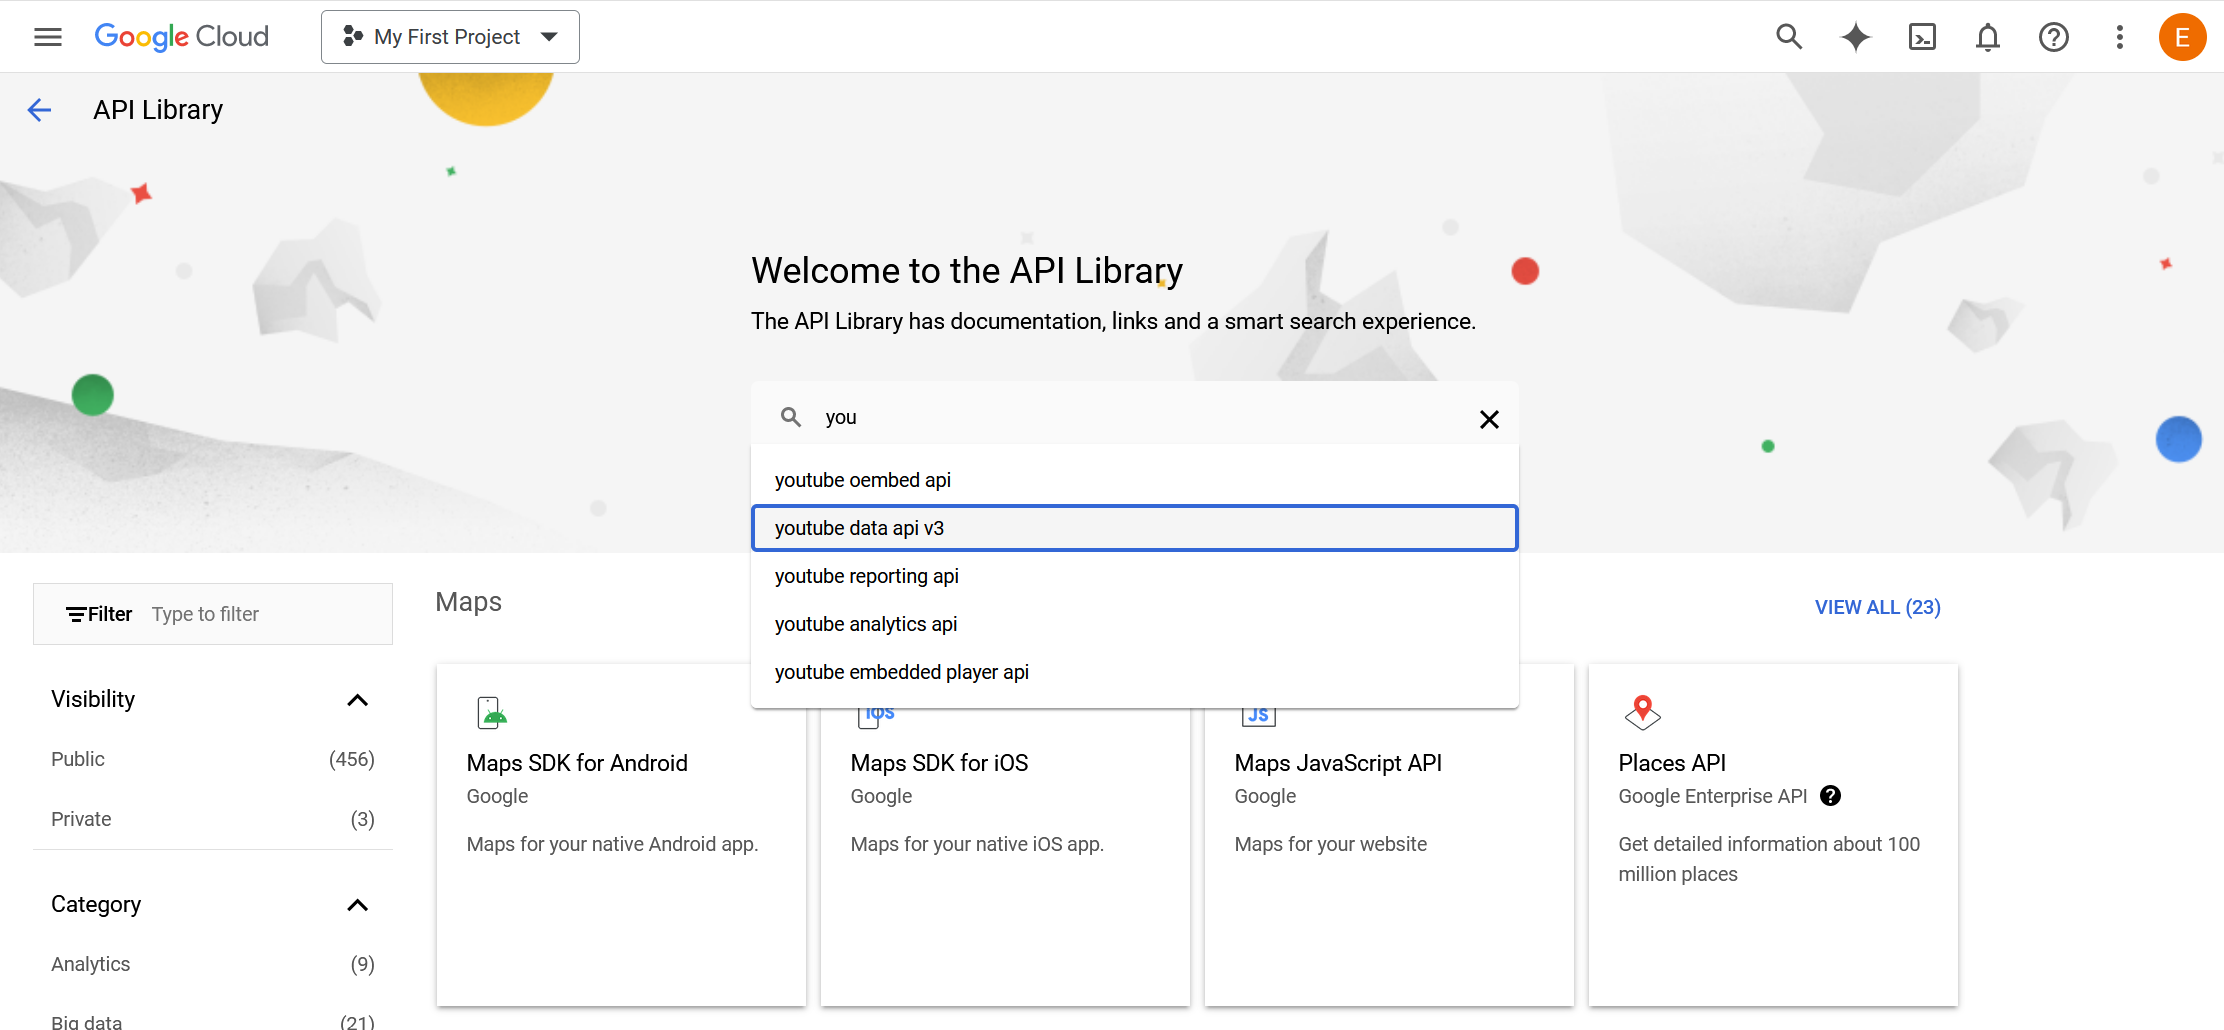 Google Cloud
My First Project
E
API Library
Welcome to the API Library
The API Library has documentation, links and a smart search experience.
you
youtube oembed api
youtube data api v3
youtube reporting api
youtube analytics api
youtube embedded player api
Filter Type to filter
Visibility
Public (456)
Private (3)
Category
Analytics (9)
Big data (21)
Maps
VIEW ALL (23)
Maps SDK for Android
Google
Maps for your native Android app.
iOS
Maps SDK for iOS
Google
Maps for your native iOS app.
JS
Maps JavaScript API
Google
Maps for your website
Places API
Google Enterprise API
Get detailed information about 100
million places